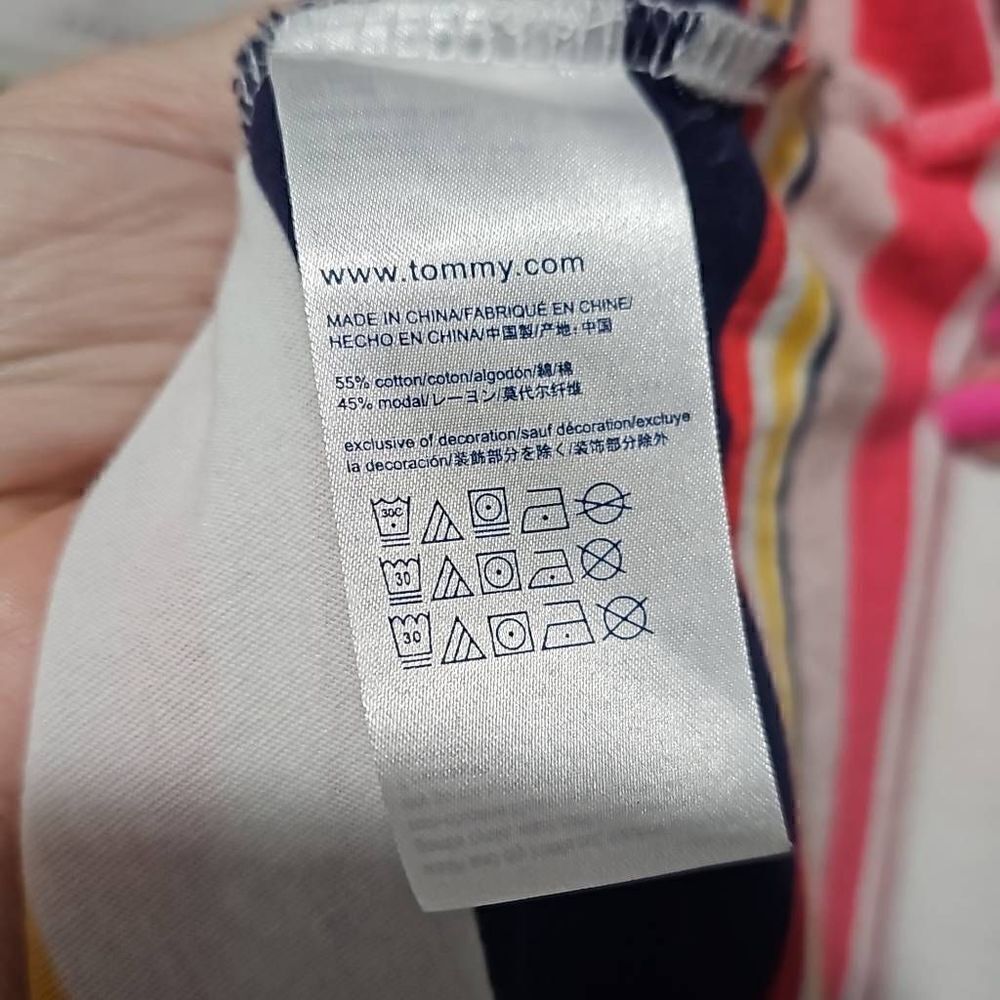 www.tommy.com
MADE IN CHINA/FABRIQUÉ EN CHINE/
HECHO EN CHINA/中国製/产地: 中国
55% cotton/coton/algodón/綿/棉
45% modal/レーヨン/莫代尔纤维
exclusive of decoration/sauf décoration/excluye
la decoración/装飾部分を除く/装饰部分除外
30C
30
30